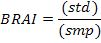 BRAI = (std) / (smp)